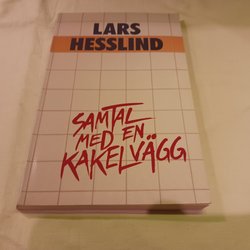 LARS
HESSLIND
SAMTAL
MED EN
KAKELVÄGG